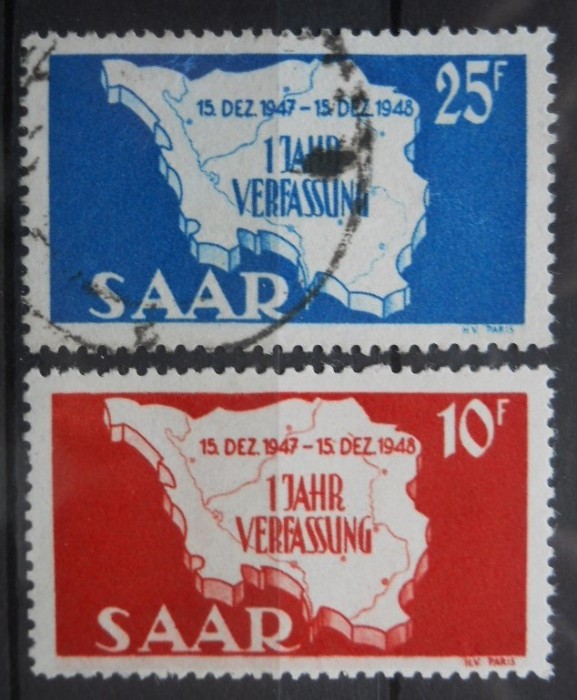 15. DEZ. 1947 – 15. DEZ. 1948
25F
1 JAHR
VERFASSUNG
SAAR
H.V. PARIS
15. DEZ. 1947 – 15. DEZ. 1948
10F
1 JAHR
VERFASSUNG
SAAR
H.V. PARIS